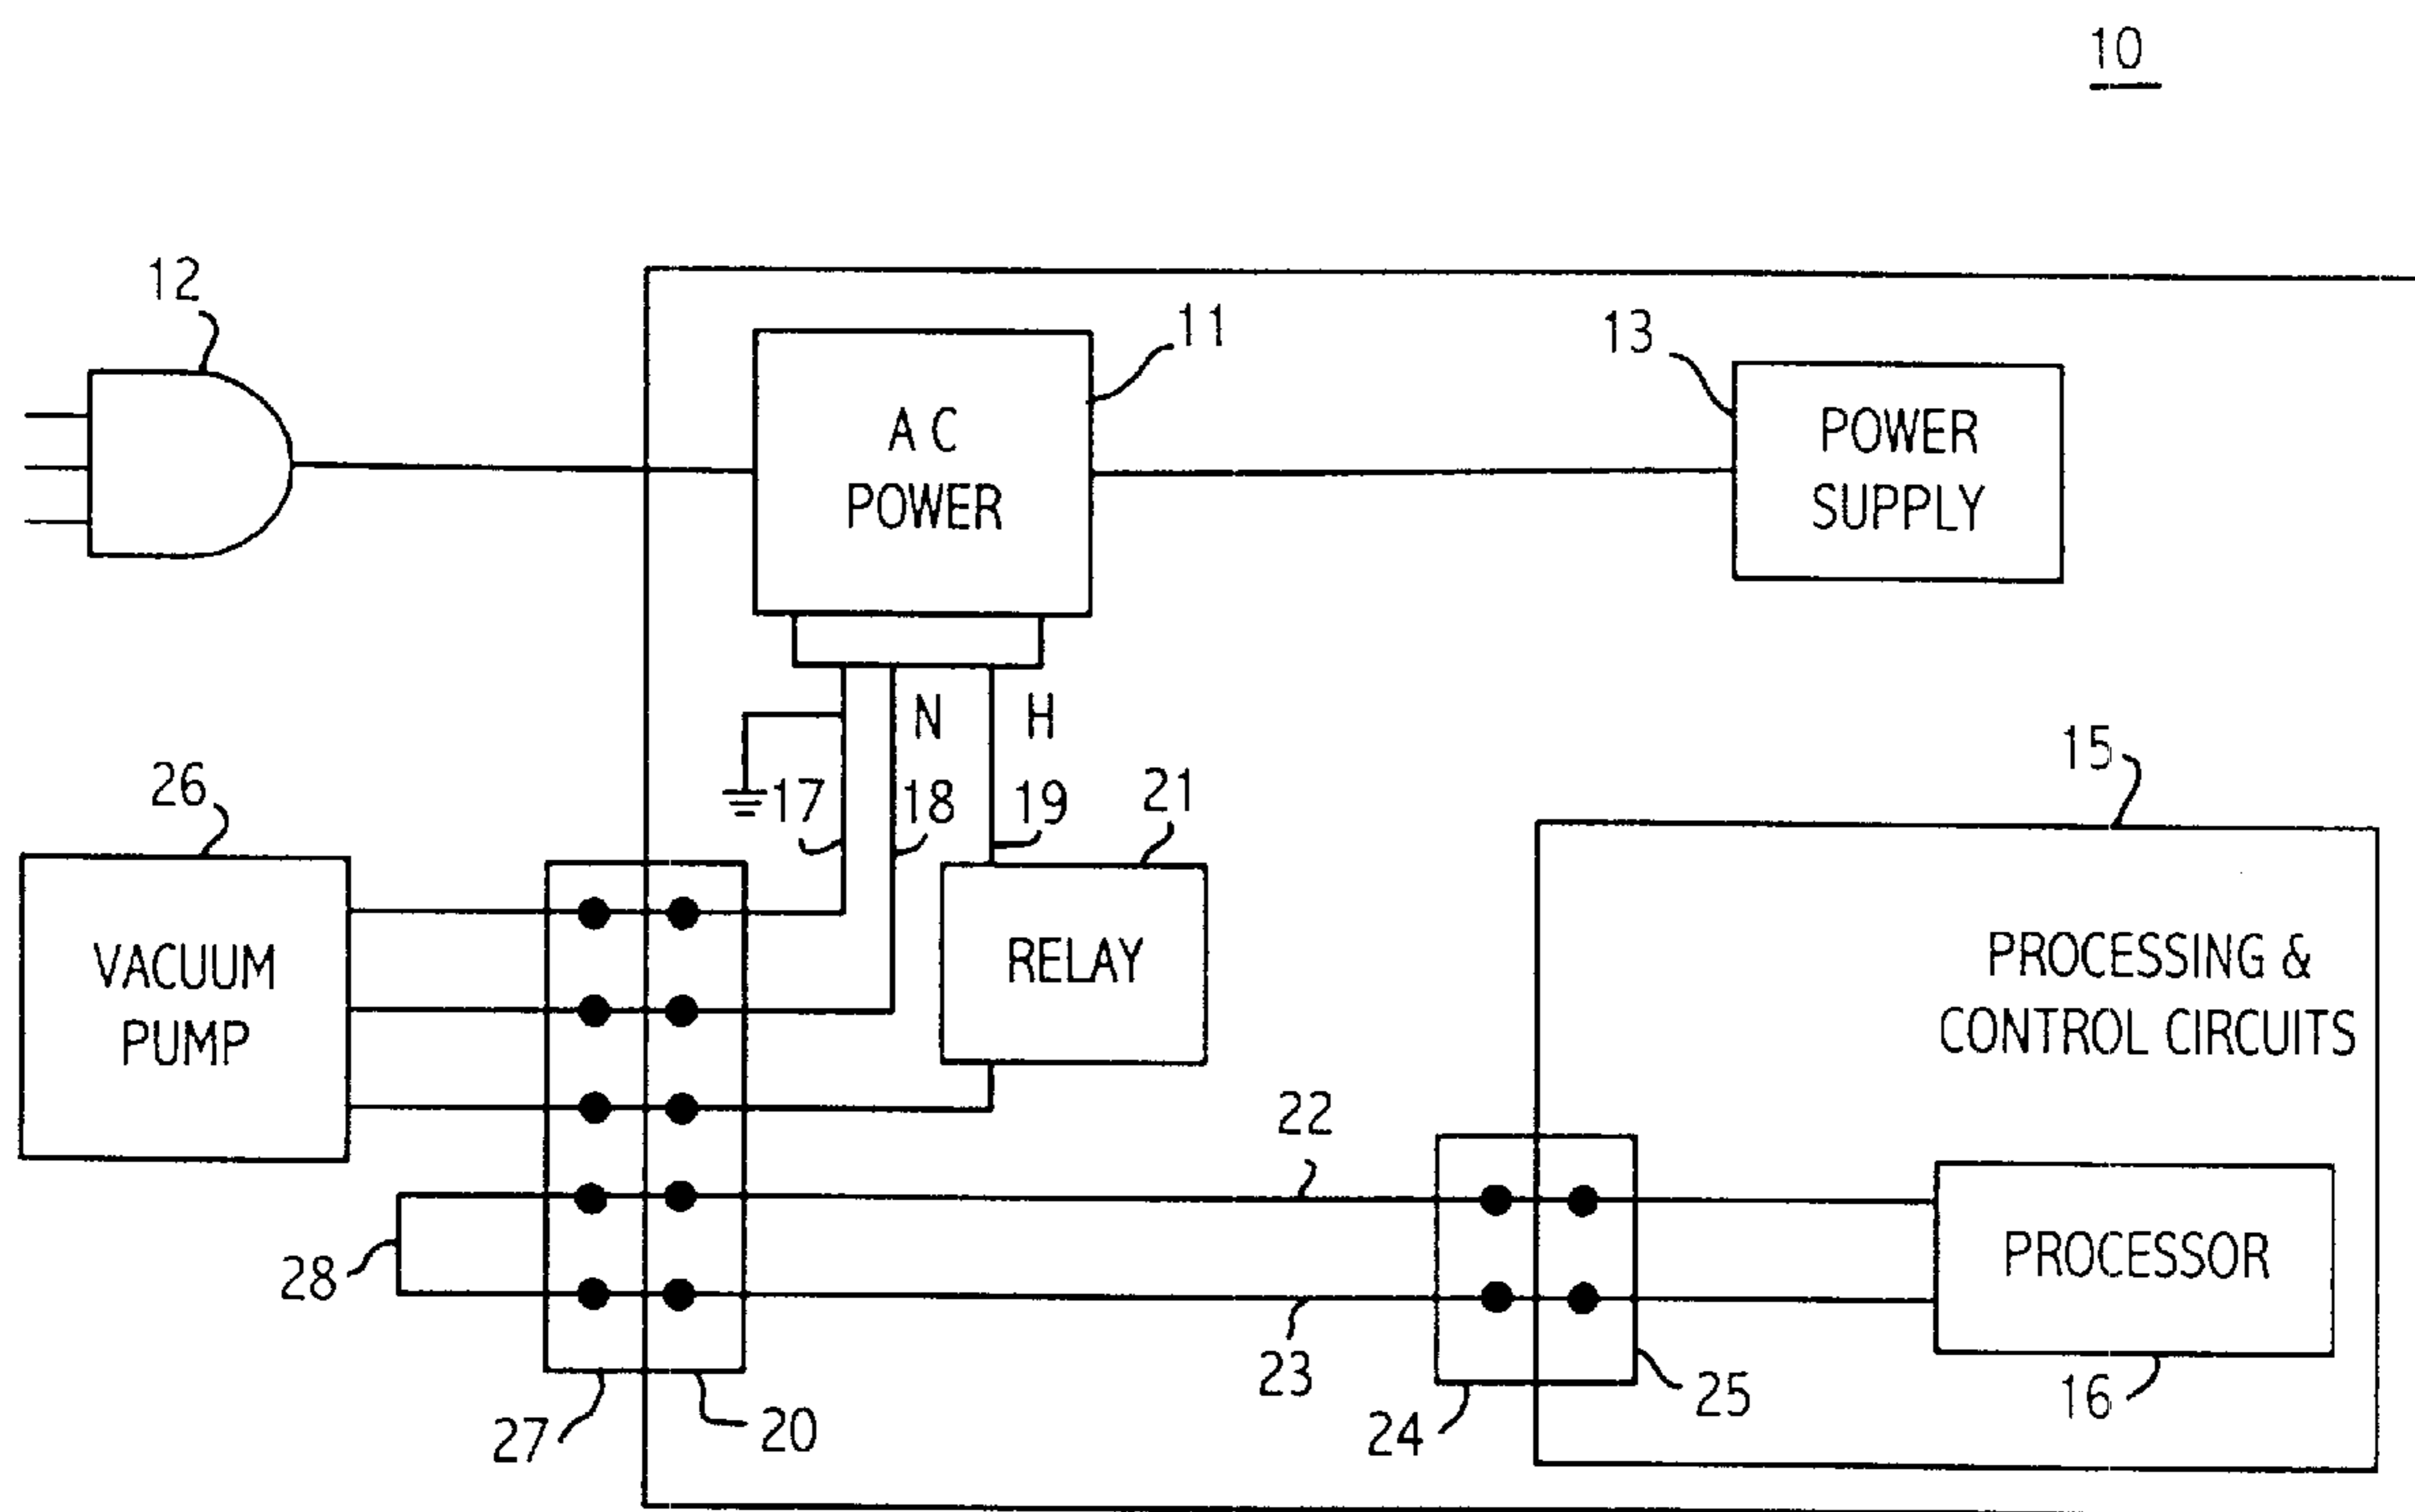 10
12
11
13
A C
POWER
POWER
SUPPLY
N
H
15
26
17
18
19
21
VACUUM
PUMP
RELAY
PROCESSING &
CONTROL CIRCUITS
22
28
PROCESSOR
23
27
20
24
25
16